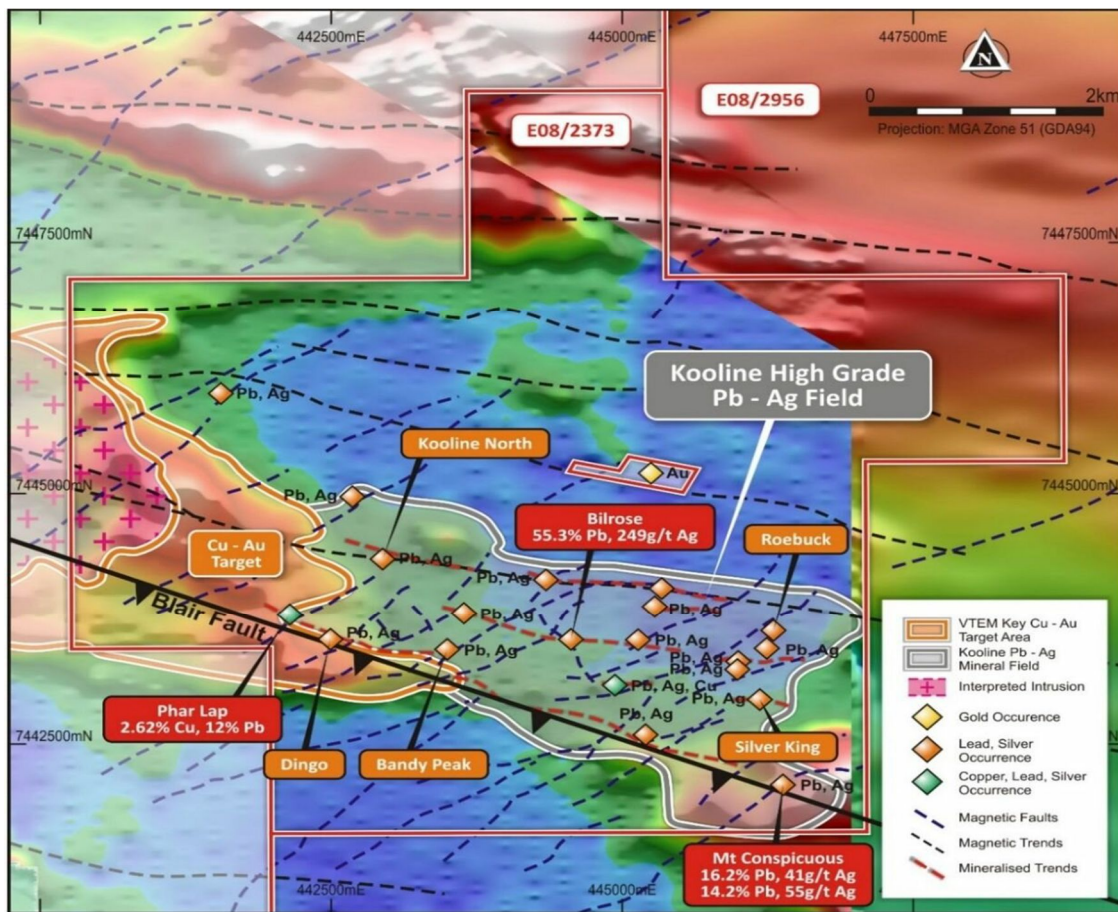 442500mE
445000mE
447500mE
N
E08/2373
E08/2956
0
2km
Projection: MGA Zone 51 (GDA94)
7447500mN
7447500mN
Kooline High Grade
Pb - Ag Field
Pb, Ag
Kooline North
Au
7445000mN
7445000mN
Pb, Ag
Bilrose
55.3% Pb, 249g/t Ag
Roebuck
Cu - Au
Target
Pb, Ag
Pb, Ag
Pb, Ag
Blair Fault
Pb, Ag
Pb, Ag
Pb, Ag
Pb, Ag
Pb, Ag
Pb, Ag
Pb, Ag
Pb, Ag, Cu
Pb, Ag
Pb, Ag
Phar Lap
2.62% Cu, 12% Pb
Dingo
Bandy Peak
Silver King
7442500mN
7442500mN
Pb, Ag
Mt Conspicuous
16.2% Pb, 41g/t Ag
14.2% Pb, 55g/t Ag
442500mE
445000mE
VTEM Key Cu - Au
Target Area
Kooline Pb - Ag
Mineral Field
Interpreted Intrusion
Gold Occurence
Lead, Silver
Occurrence
Copper, Lead, Silver
Occurrence
Magnetic Faults
Magnetic Trends
Mineralised Trends